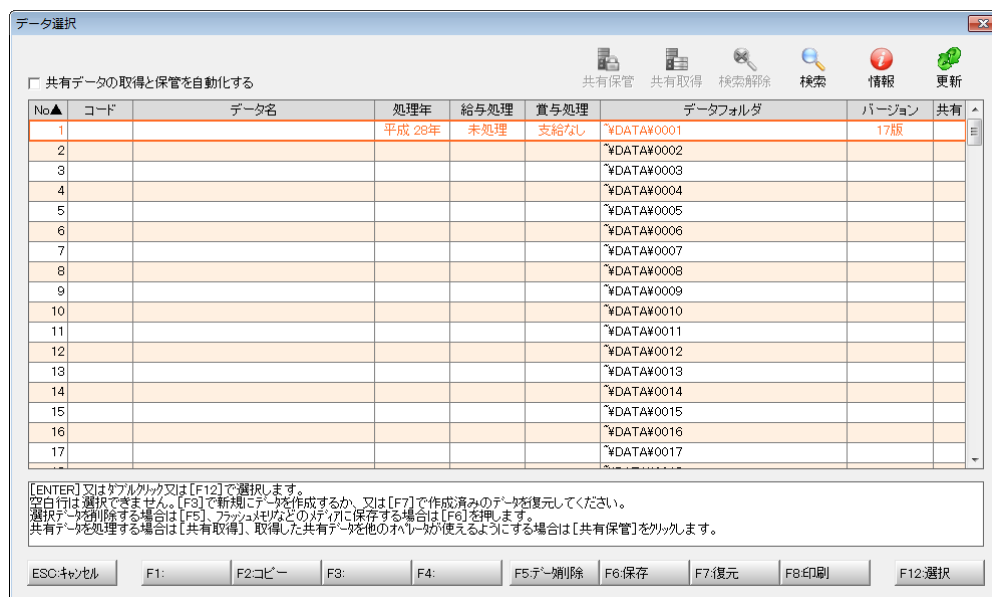 データ選択
共有データの取得と保管を自動化する
共有保管 共有取得 検索解除 検索 情報 更新
No▲ コード データ名 処理年 給与処理 賞与処理 データフォルダ バージョン 共有
1 平成 28年 未処理 支給なし ~¥DATA¥0001 17版
2 ~¥DATA¥0002
3 ~¥DATA¥0003
4 ~¥DATA¥0004
5 ~¥DATA¥0005
6 ~¥DATA¥0006
7 ~¥DATA¥0007
8 ~¥DATA¥0008
9 ~¥DATA¥0009
10 ~¥DATA¥0010
11 ~¥DATA¥0011
12 ~¥DATA¥0012
13 ~¥DATA¥0013
14 ~¥DATA¥0014
15 ~¥DATA¥0015
16 ~¥DATA¥0016
17 ~¥DATA¥0017
[ENTER]又はダブルクリック又は[F12]で選択します。
空白行は選択できません。[F3]で新規にデータを作成するか、又は[F7]で作成済みのデータを復元してください。
選択データを削除する場合は[F5]、フラッシュメモリなどのメディアに保存する場合は[F6]を押します。
共有データを処理する場合は[共有取得]、取得した共有データを他のオペレータが使えるようにする場合は[共有保管]をクリックします。
ESC:キャンセル F1: F2:コピー F3: F4: F5:データ削除 F6:保存 F7:復元 F8:印刷 F12:選択